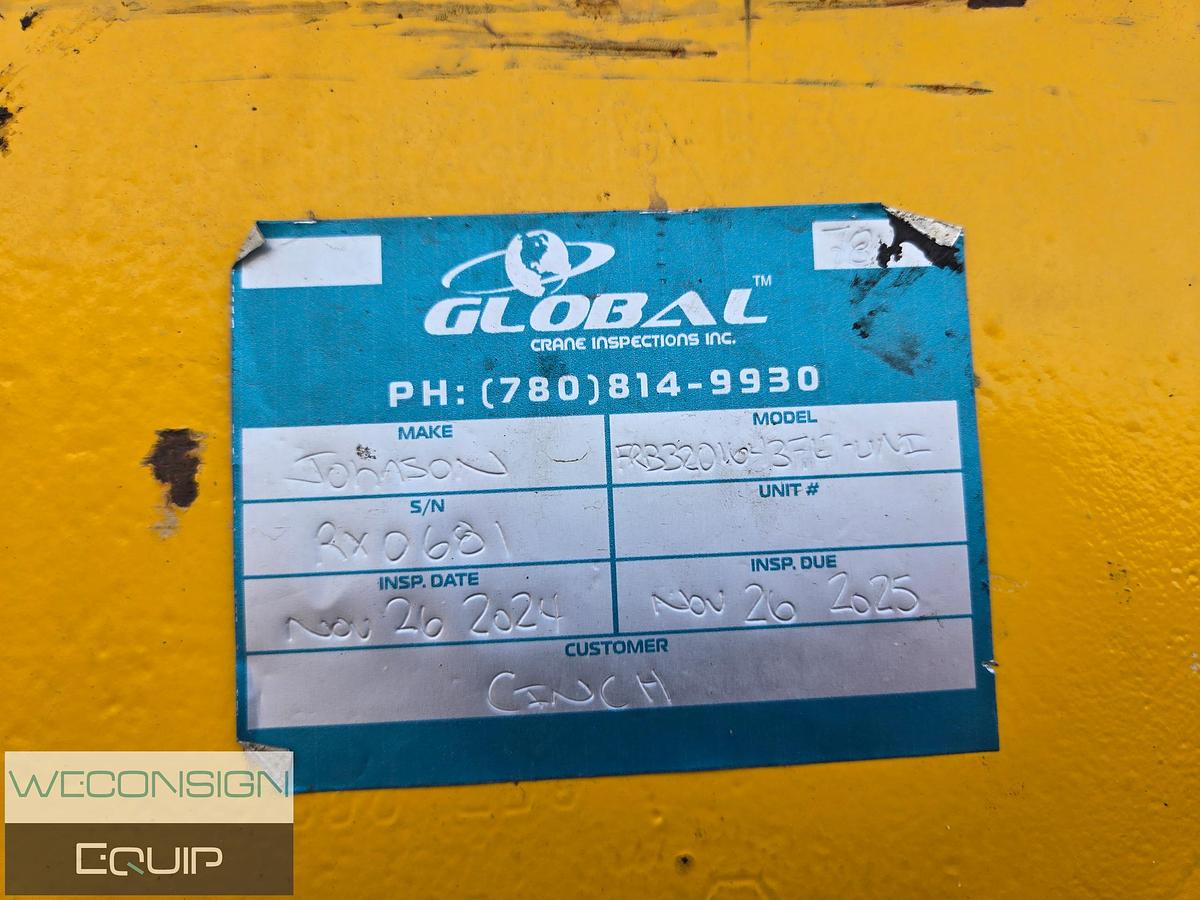 GLOBAL™
CRANE INSPECTIONS INC.
PH: (780)814-9930
MAKE
JOHNSON
MODEL
S/N
RX0681
UNIT #
INSP. DATE
NOV 26 2024
INSP. DUE
NOV 26 2025
CUSTOMER
CINCH
WECONSIGN
EQUIP